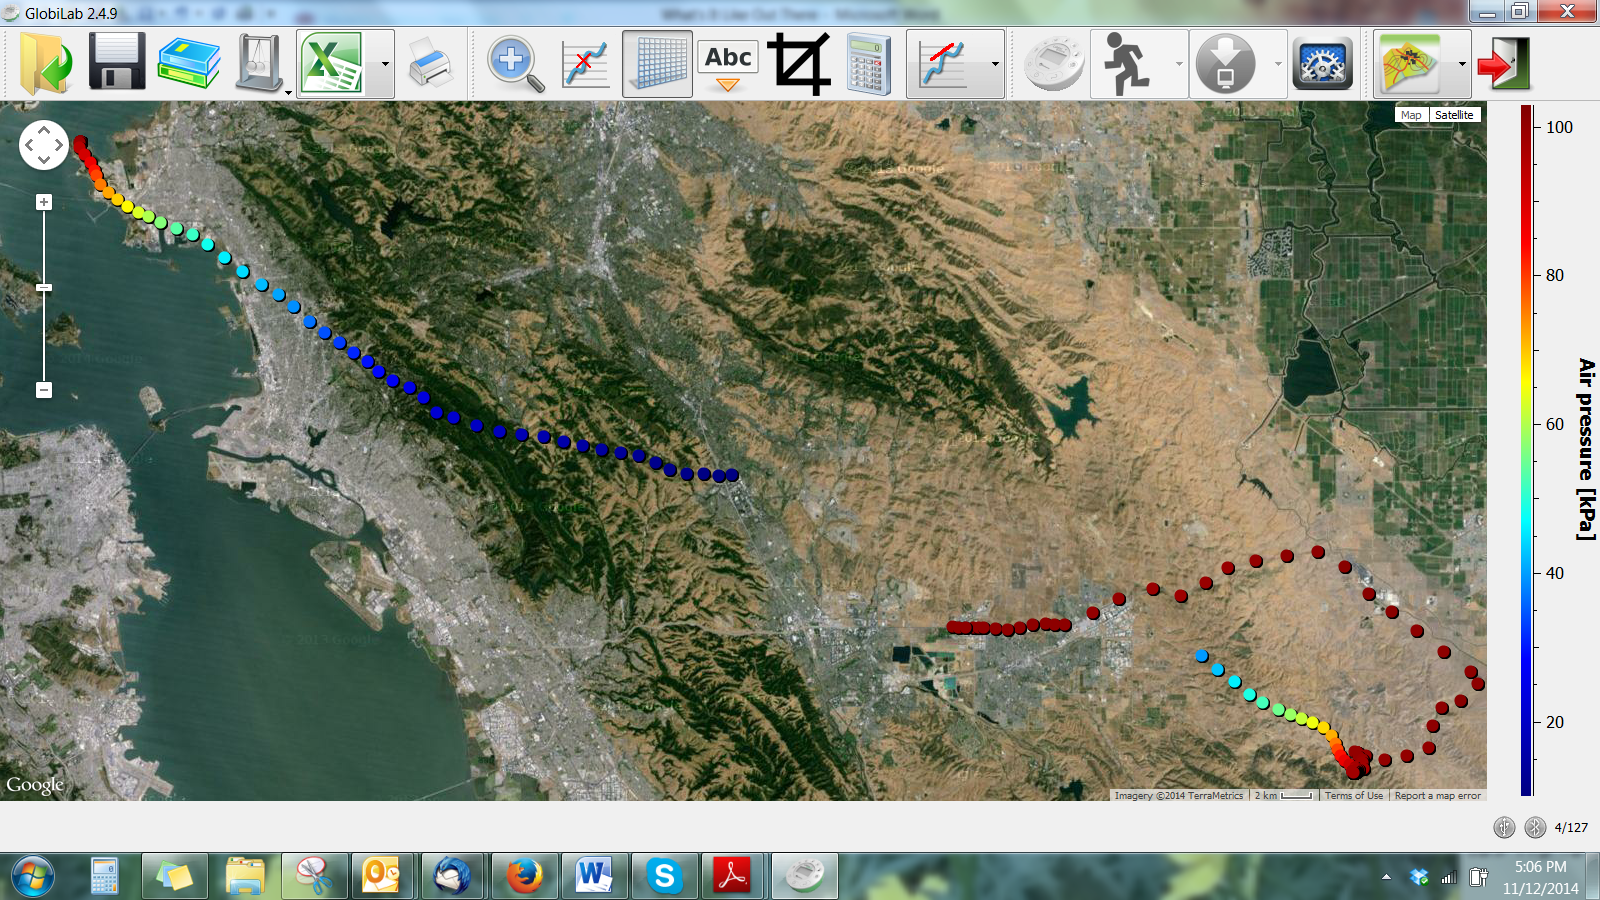 GlobiLab 2.4.9
Abc
Map
Satellite
100
80
60
40
20
Air pressure [kPa]
Google
Imagery ©2014 TerraMetrics
2 km
Terms of Use
Report a map error
4/127
5:06 PM
11/12/2014